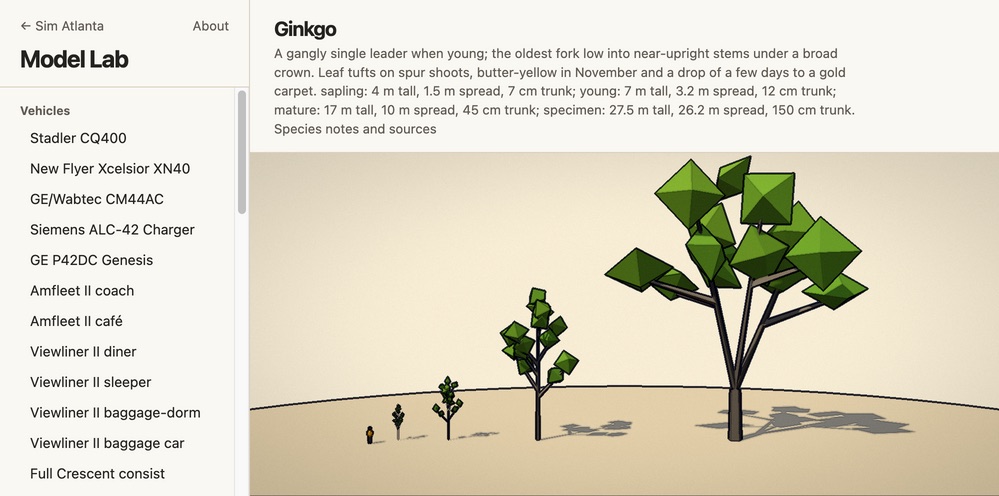 ← Sim Atlanta
About
Model Lab
Vehicles
Stadler CQ400
New Flyer Xcelsior XN40
GE/Wabtec CM44AC
Siemens ALC-42 Charger
GE P42DC Genesis
Amfleet II coach
Amfleet II café
Viewliner II diner
Viewliner II sleeper
Viewliner II baggage-dorm
Viewliner II baggage car
Full Crescent consist
Ginkgo
A gangly single leader when young; the oldest fork low into near-upright stems under a broad
crown. Leaf tufts on spur shoots, butter-yellow in November and a drop of a few days to a gold
carpet. sapling: 4 m tall, 1.5 m spread, 7 cm trunk; young: 7 m tall, 3.2 m spread, 12 cm trunk;
mature: 17 m tall, 10 m spread, 45 cm trunk; specimen: 27.5 m tall, 26.2 m spread, 150 cm trunk.
Species notes and sources